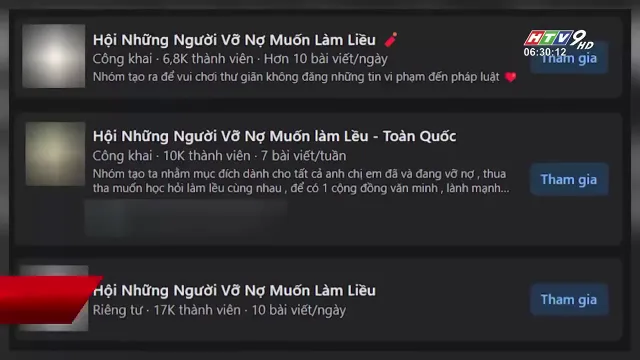 Hội Những Người Vỡ Nợ Muốn Làm Liều 🧨
Công khai · 6,8K thành viên · Hơn 10 bài viết/ngày
Nhóm tạo ra để vui chơi thư giãn không đăng những tin vi phạm đến pháp luật ❤️
HTV9 HD
06:30:12
Tham gia
Hội Những Người Vỡ Nợ Muốn làm Lều - Toàn Quốc
Công khai · 10K thành viên · 7 bài viết/tuần
Nhóm tạo ta nhằm mục đích dành cho tất cả anh chị em đã và đang vỡ nợ , thua
tha muốn học hỏi làm lều cùng nhau , để có 1 cộng đồng văn minh , lành mạnh...
Tham gia
Hội Những Người Vỡ Nợ Muốn Làm Liều
Riêng tư · 17K thành viên · 10 bài viết/ngày
Tham gia